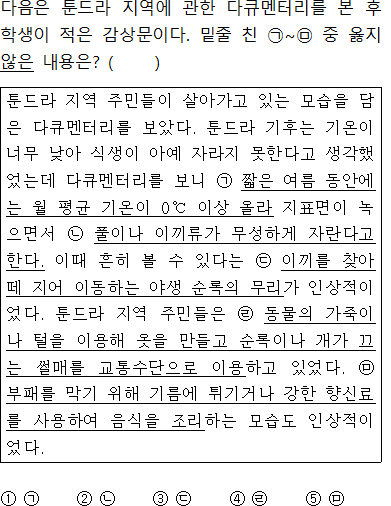 다음은 툰드라 지역에 관한 다큐멘터리를 본 후
학생이 적은 감상문이다. 밑줄 친 ㉠~㉤ 중 옳지
않은 내용은? (      )
툰드라 지역 주민들이 살아가고 있는 모습을 담
은 다큐멘터리를 보았다. 툰드라 기후는 기온이
너무 낮아 식생이 아예 자라지 못한다고 생각했
었는데 다큐멘터리를 보니 ㉠ 짧은 여름 동안에
는 월 평균 기온이 0℃ 이상 올라 지표면이 녹
으면서 ㉡ 풀이나 이끼류가 무성하게 자란다고
한다. 이때 흔히 볼 수 있다는 ㉢ 이끼를 찾아
떼 지어 이동하는 야생 순록의 무리가 인상적이
었다. 툰드라 지역 주민들은 ㉣ 동물의 가죽이
나 털을 이용해 옷을 만들고 순록이나 개가 끄
는 썰매를 교통수단으로 이용하고 있었다. ㉤
부패를 막기 위해 기름에 튀기거나 강한 향신료
를 사용하여 음식을 조리하는 모습도 인상적이
었다.
① ㉠ ② ㉡ ③ ㉢ ④ ㉣ ⑤ ㉤